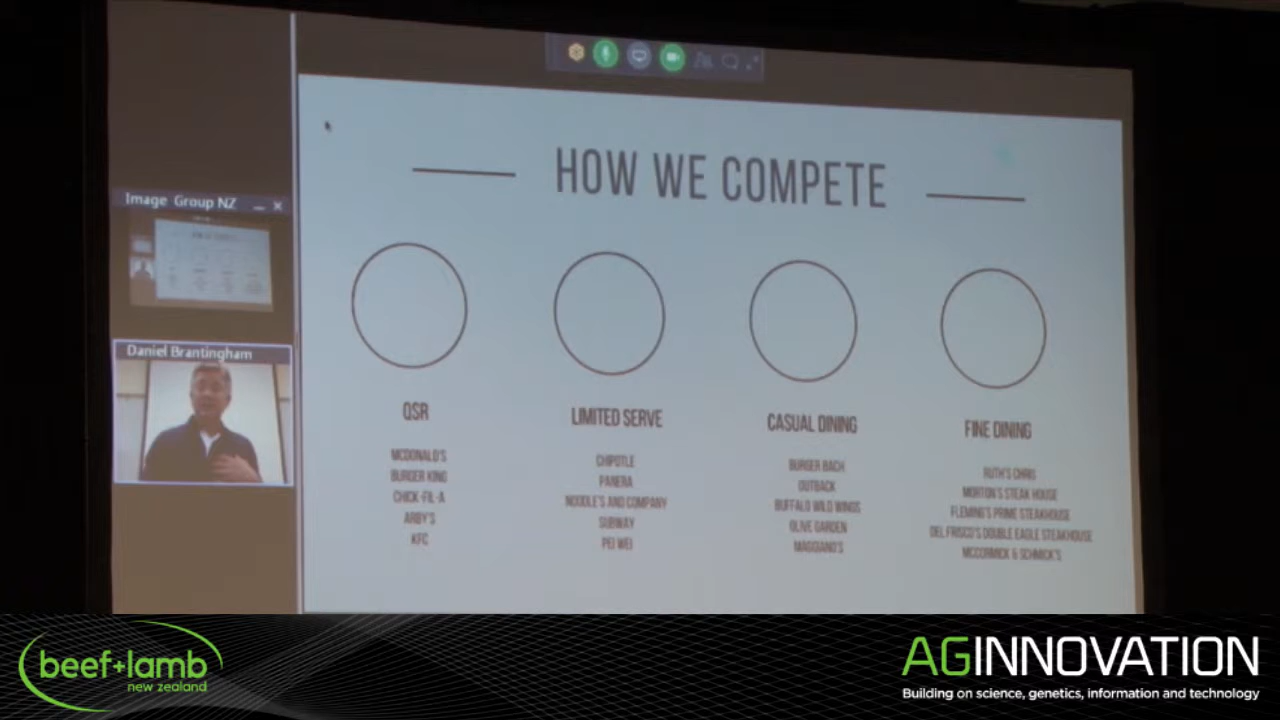 Image Group NZ
Daniel Brantingham
HOW WE COMPETE
QSR
MCDONALD'S
BURGER KING
CHICK-FIL-A
ARBY'S
KFC
LIMITED SERVE
CHIPOTLE
PANERA
NOODLE'S AND COMPANY
SUBWAY
PEI WEI
CASUAL DINING
BURGER BACH
OUTBACK
BUFFALO WILD WINGS
OLIVE GARDEN
MAGGIANO'S
FINE DINING
RUTH'S CHRIS
MORTON'S STEAK HOUSE
FLEMING'S PRIME STEAKHOUSE
DEL FRISCO'S DOUBLE EAGLE STEAKHOUSE
MCCORMICK & SCHMICK'S
beef+lamb
new zealand
AGINNOVATION
Building on science, genetics, information and technology